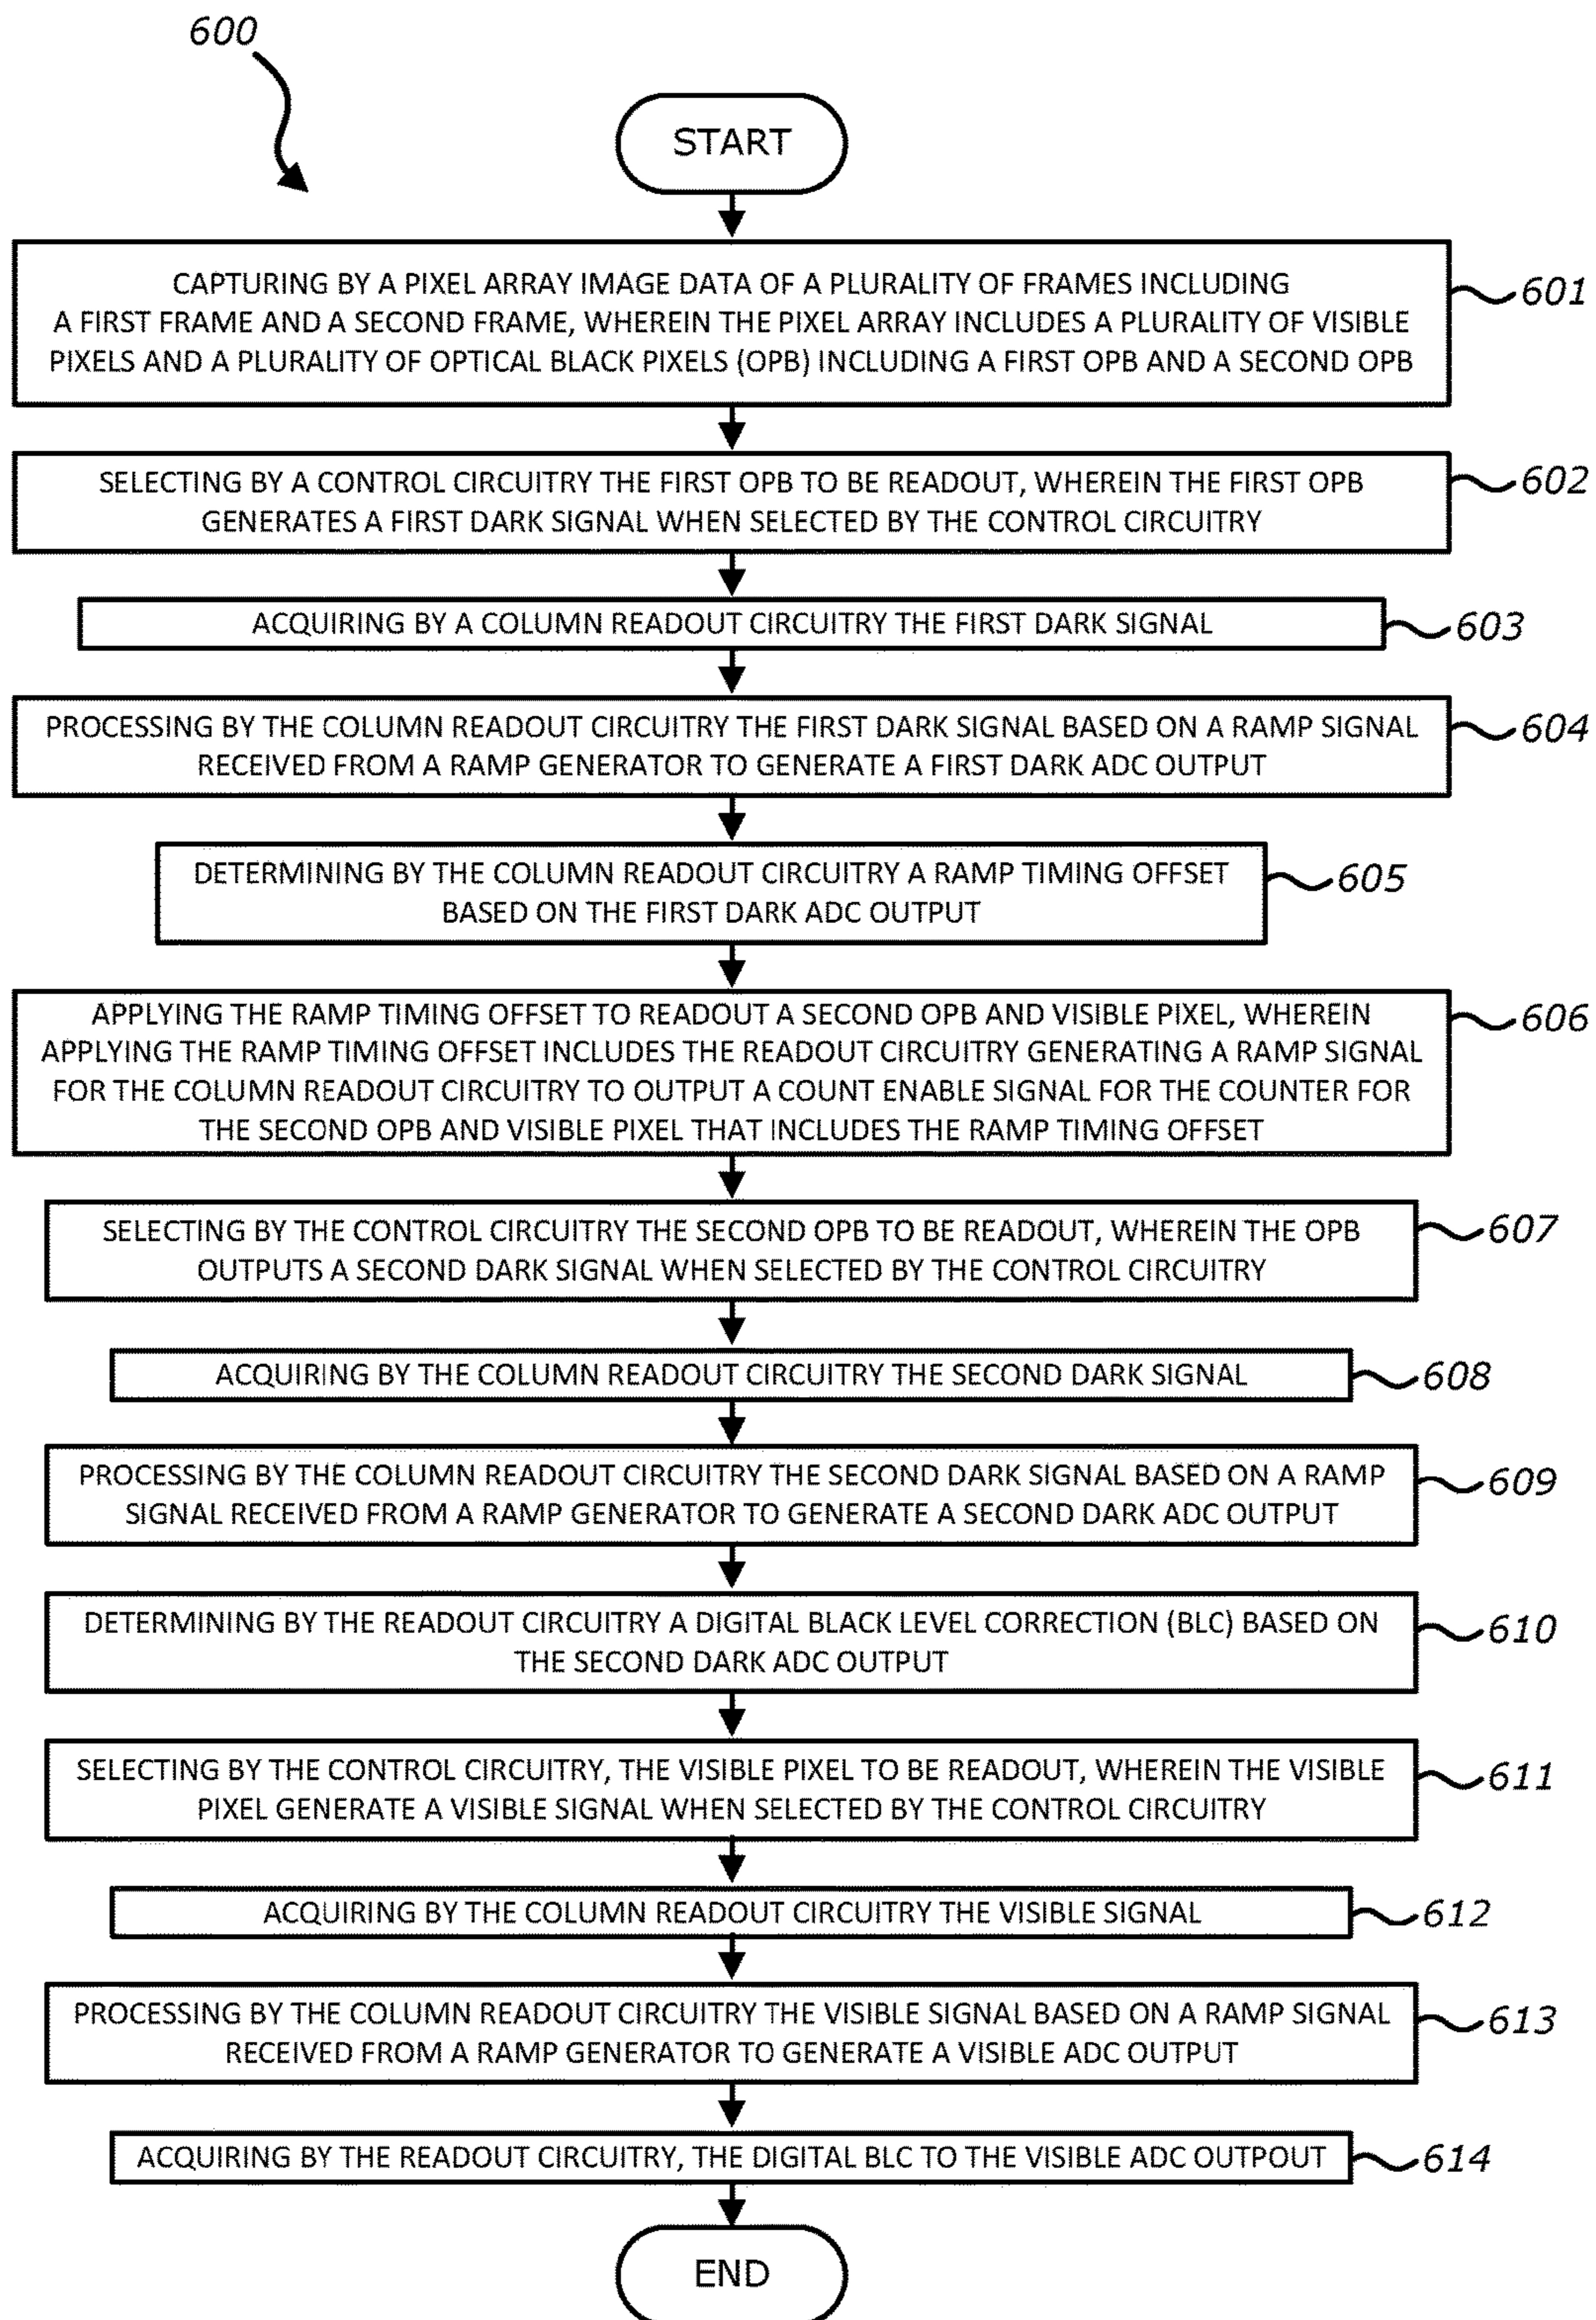 600
START
CAPTURING BY A PIXEL ARRAY IMAGE DATA OF A PLURALITY OF FRAMES INCLUDING
A FIRST FRAME AND A SECOND FRAME, WHEREIN THE PIXEL ARRAY INCLUDES A PLURALITY OF VISIBLE
PIXELS AND A PLURALITY OF OPTICAL BLACK PIXELS (OPB) INCLUDING A FIRST OPB AND A SECOND OPB
601
SELECTING BY A CONTROL CIRCUITRY THE FIRST OPB TO BE READOUT, WHEREIN THE FIRST OPB
GENERATES A FIRST DARK SIGNAL WHEN SELECTED BY THE CONTROL CIRCUITRY
602
ACQUIRING BY A COLUMN READOUT CIRCUITRY THE FIRST DARK SIGNAL
603
PROCESSING BY THE COLUMN READOUT CIRCUITRY THE FIRST DARK SIGNAL BASED ON A RAMP SIGNAL
RECEIVED FROM A RAMP GENERATOR TO GENERATE A FIRST DARK ADC OUTPUT
604
DETERMINING BY THE COLUMN READOUT CIRCUITRY A RAMP TIMING OFFSET
BASED ON THE FIRST DARK ADC OUTPUT
605
APPLYING THE RAMP TIMING OFFSET TO READOUT A SECOND OPB AND VISIBLE PIXEL, WHEREIN
APPLYING THE RAMP TIMING OFFSET INCLUDES THE READOUT CIRCUITRY GENERATING A RAMP SIGNAL
FOR THE COLUMN READOUT CIRCUITRY TO OUTPUT A COUNT ENABLE SIGNAL FOR THE COUNTER FOR
THE SECOND OPB AND VISIBLE PIXEL THAT INCLUDES THE RAMP TIMING OFFSET
606
SELECTING BY THE CONTROL CIRCUITRY THE SECOND OPB TO BE READOUT, WHEREIN THE OPB
OUTPUTS A SECOND DARK SIGNAL WHEN SELECTED BY THE CONTROL CIRCUITRY
607
ACQUIRING BY THE COLUMN READOUT CIRCUITRY THE SECOND DARK SIGNAL
608
PROCESSING BY THE COLUMN READOUT CIRCUITRY THE SECOND DARK SIGNAL BASED ON A RAMP
SIGNAL RECEIVED FROM A RAMP GENERATOR TO GENERATE A SECOND DARK ADC OUTPUT
609
DETERMINING BY THE READOUT CIRCUITRY A DIGITAL BLACK LEVEL CORRECTION (BLC) BASED ON
THE SECOND DARK ADC OUTPUT
610
SELECTING BY THE CONTROL CIRCUITRY, THE VISIBLE PIXEL TO BE READOUT, WHEREIN THE VISIBLE
PIXEL GENERATE A VISIBLE SIGNAL WHEN SELECTED BY THE CONTROL CIRCUITRY
611
ACQUIRING BY THE COLUMN READOUT CIRCUITRY THE VISIBLE SIGNAL
612
PROCESSING BY THE COLUMN READOUT CIRCUITRY THE VISIBLE SIGNAL BASED ON A RAMP SIGNAL
RECEIVED FROM A RAMP GENERATOR TO GENERATE A VISIBLE ADC OUTPUT
613
ACQUIRING BY THE READOUT CIRCUITRY, THE DIGITAL BLC TO THE VISIBLE ADC OUTPOUT
614
END